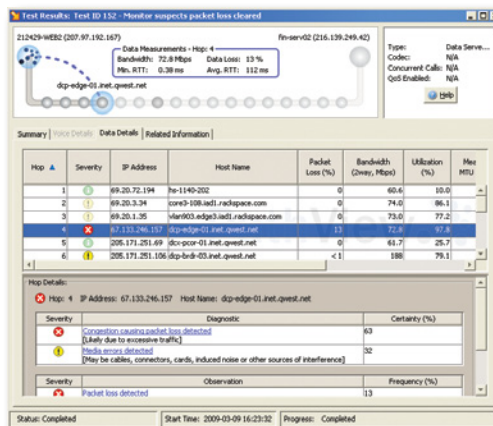 Test Results: Test ID 152 - Monitor suspects packet loss cleared
212429-WEB2 (207.97.192.167)
fin-serv02 (216.139.249.42)
Data Measurements - Hop: 4
Bandwidth: 72.8 Mbps Data Loss: 13 %
Min. RTT: 0.38 ms Avg. RTT: 112 ms
dcp-edge-01.inet.qwest.net
Type: Data Serve...
Codec: N/A
Concurrent Calls: N/A
QoS Enabled: N/A
Help
Summary Voice Details Data Details Related Information
Hop Severity IP Address Host Name Packet Loss (%) Bandwidth (2way, Mbps) Utilization (%) Mea MTU
1 69.20.72.194 hs-1140-202 0 60.6 10.0
2 69.20.3.34 core3-108.iad1.rackspace.com 0 74.0 86.1
3 69.20.1.35 vlan903.edge3.iad1.rackspace.com 0 73.0 77.2
4 67.133.246.157 dcp-edge-01.inet.qwest.net 13 72.8 97.8
5 205.171.251.69 dcx-pcor-01.inet.qwest.net 0 61.7 25.7
6 205.171.251.106 dcp-brdr-03.inet.qwest.net < 1 188 79.1
Hop Details:
Hop: 4 IP Address: 67.133.246.157 Host Name: dcp-edge-01.inet.qwest.net
Severity Diagnostic Certainty (%)
Congestion causing packet loss detected 63
[Likely due to excessive traffic]
Media errors detected 32
[May be cables, connectors, cards, induced noise or other sources of interference]
Severity Observation Frequency (%)
Packet loss detected 13
Status: Completed Start Time: 2009-03-09 16:23:32 Progress: Completed